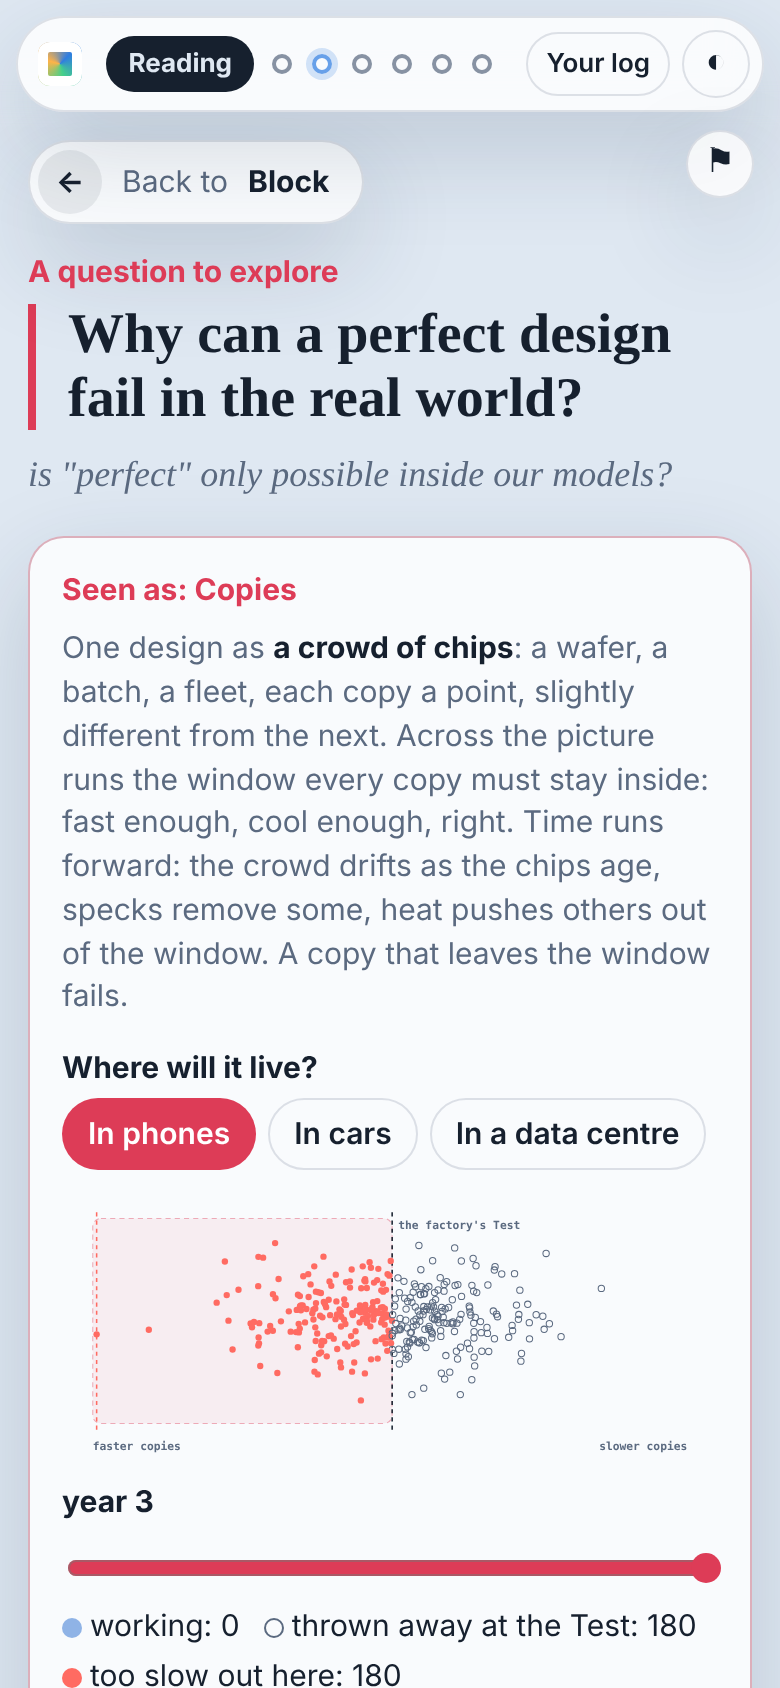 Reading
Your log
Back to Block
A question to explore
Why can a perfect design
fail in the real world?
is "perfect" only possible inside our models?
Seen as: Copies
One design as a crowd of chips: a wafer, a
batch, a fleet, each copy a point, slightly
different from the next. Across the picture
runs the window every copy must stay inside:
fast enough, cool enough, right. Time runs
forward: the crowd drifts as the chips age,
specks remove some, heat pushes others out
of the window. A copy that leaves the window
fails.
Where will it live?
In phones
In cars
In a data centre
the factory's Test
faster copies
slower copies
year 3
working: 0
thrown away at the Test: 180
too slow out here: 180